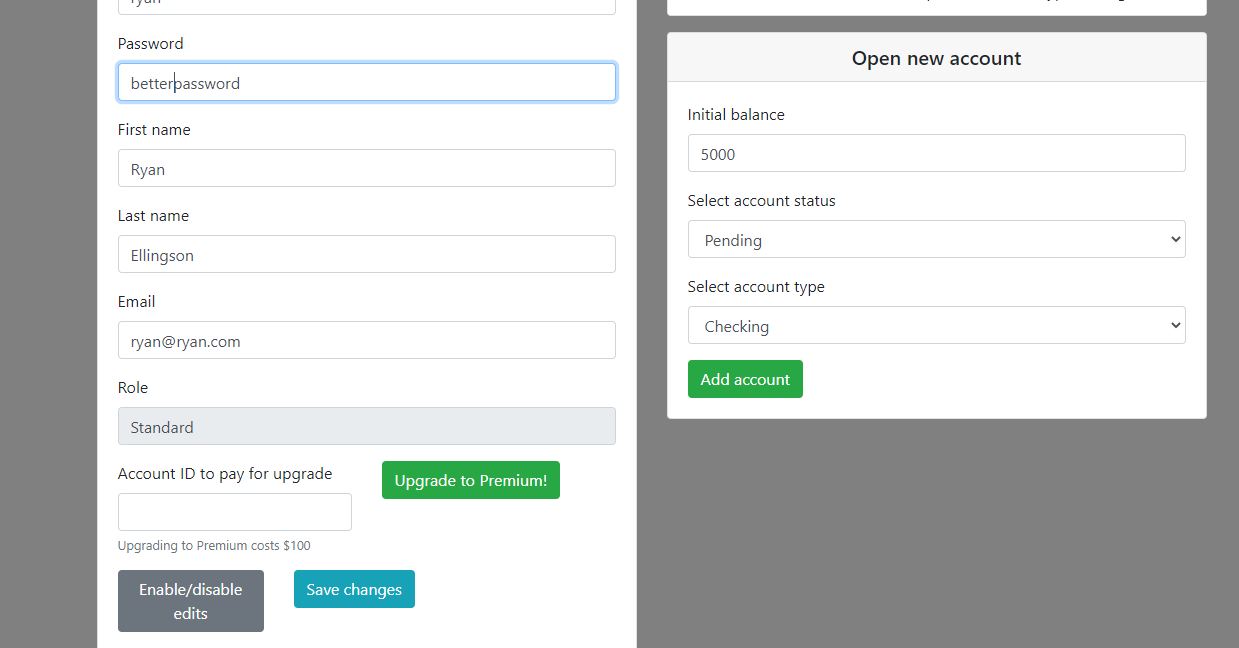 Password
betterpassword
First name
Ryan
Last name
Ellingson
Email
ryan@ryan.com
Role
Standard
Account ID to pay for upgrade
Upgrade to Premium!
Upgrading to Premium costs $100
Enable/disable
edits
Save changes
Open new account
Initial balance
5000
Select account status
Pending
Select account type
Checking
Add account